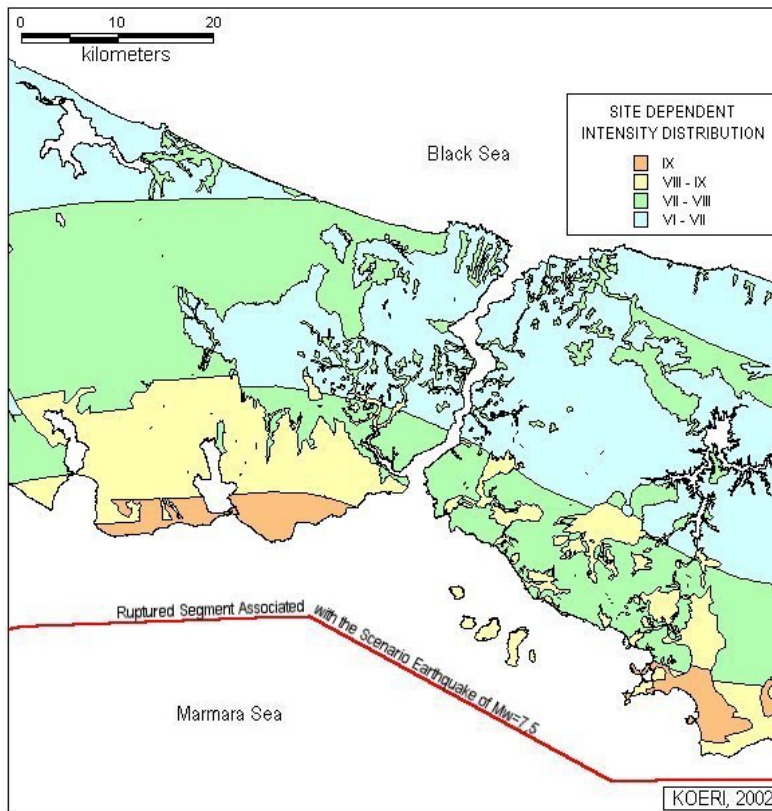 0 10 20
kilometers
SITE DEPENDENT
INTENSITY DISTRIBUTION
IX
VIII - IX
VII - VIII
VI - VII
Black Sea
Ruptured Segment Associated with the Scenario Earthquake of Mw=7.5
Marmara Sea
KOERI, 2002